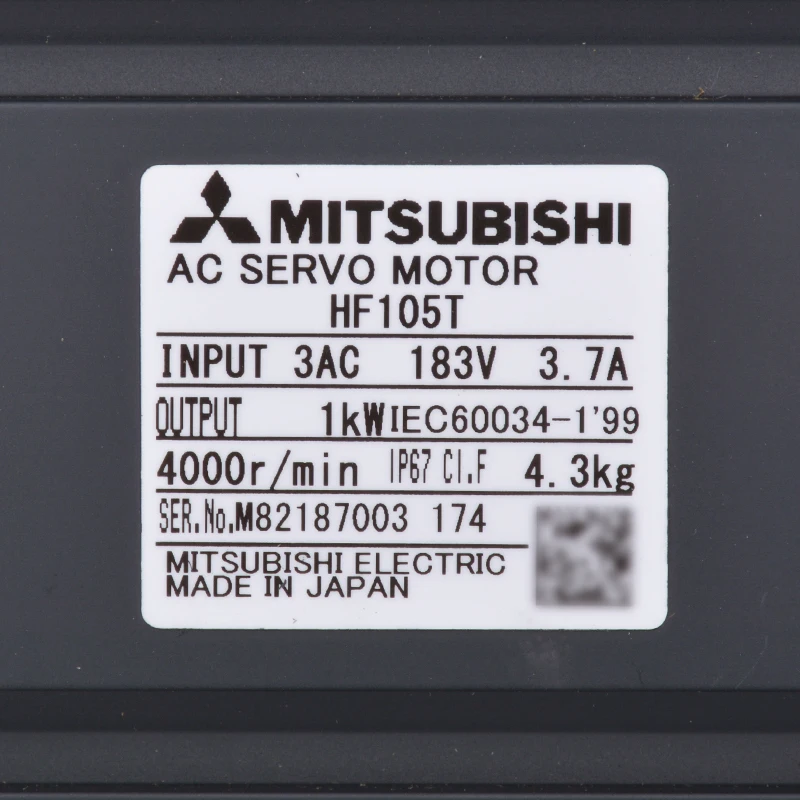 MITSUBISHI
AC SERVO MOTOR
HF105T
INPUT 3AC 183V 3.7A
OUTPUT 1kW IEC60034-1'99
4000r/min IP67 CI.F 4.3kg
SER.No.M82187003 174
MITSUBISHI ELECTRIC
MADE IN JAPAN